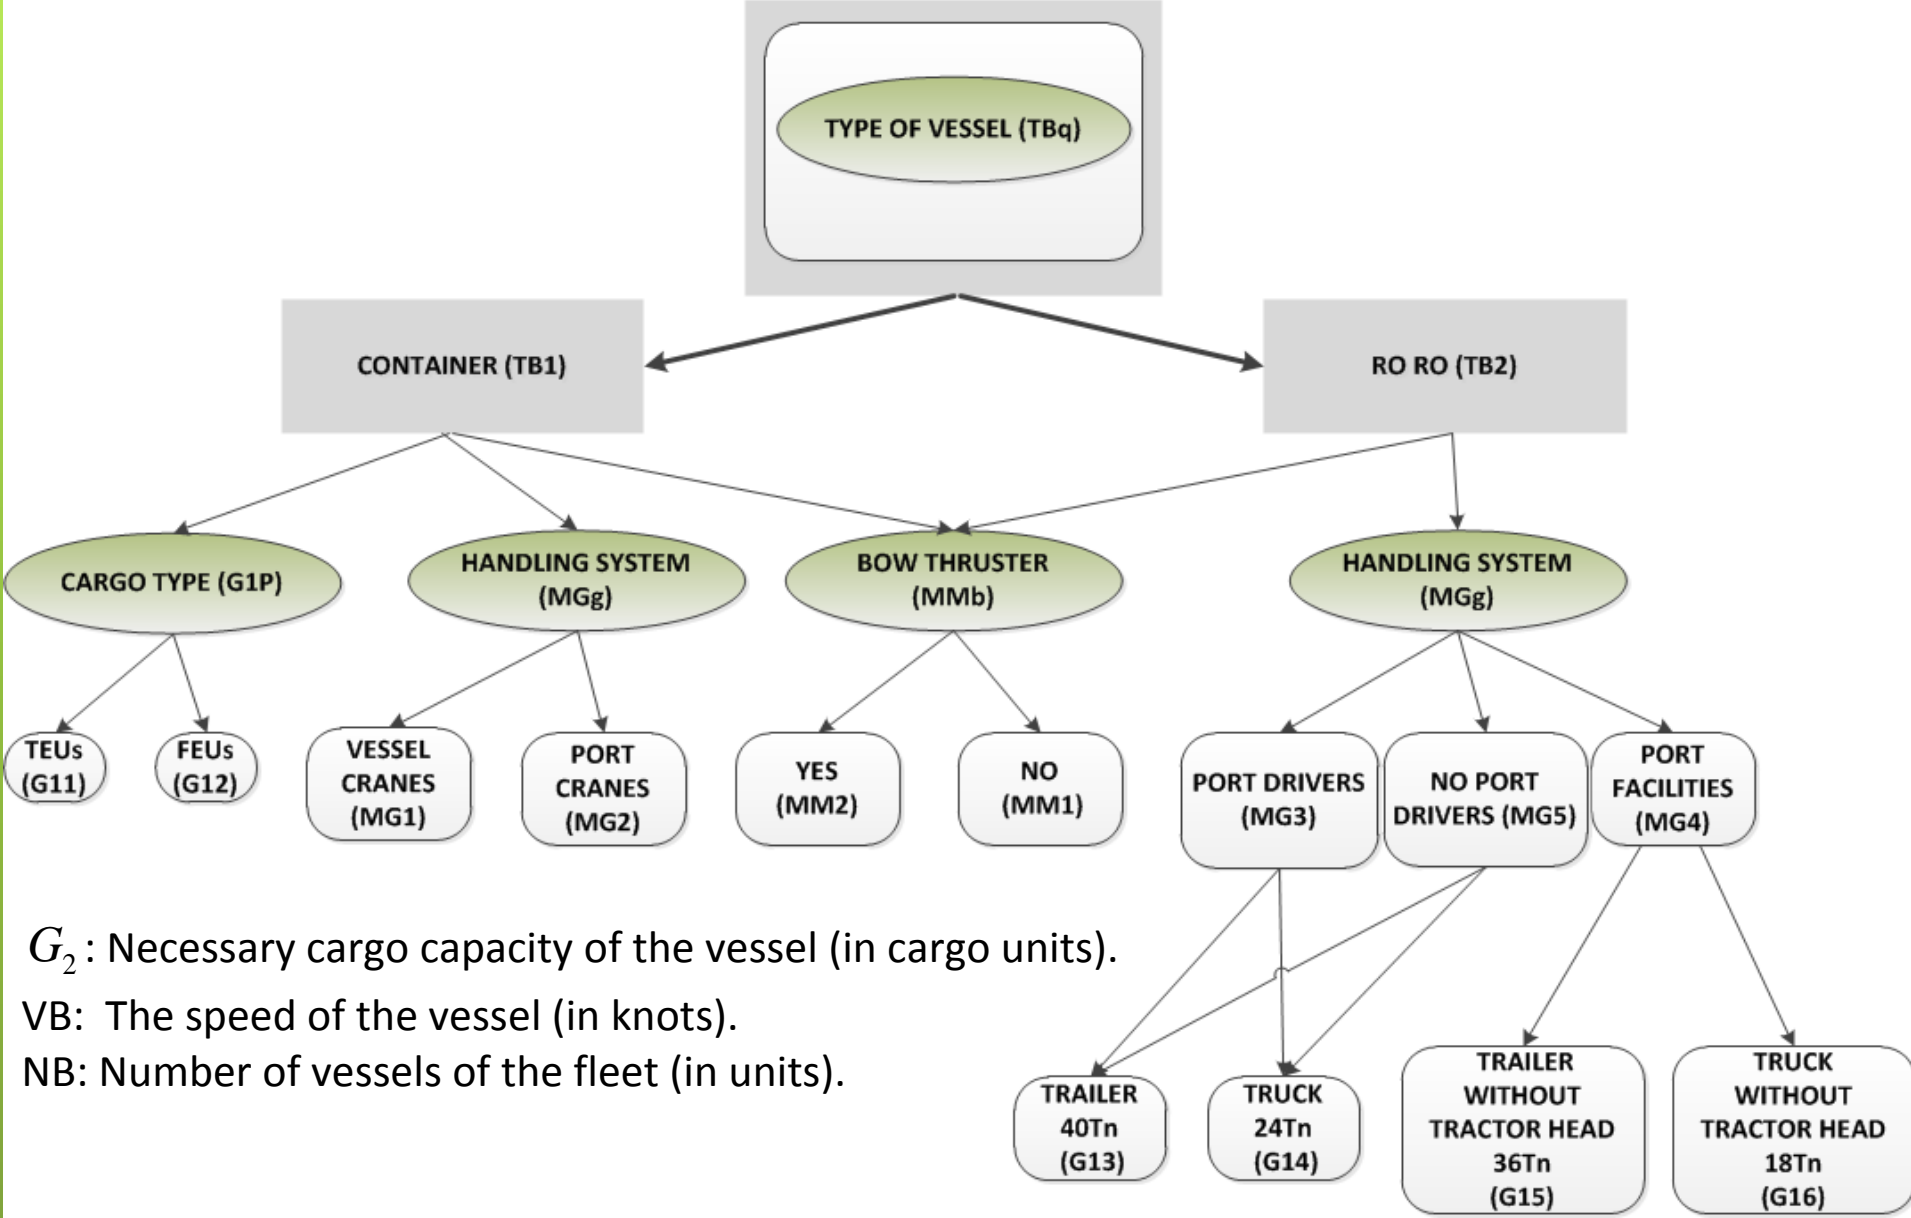 TYPE OF VESSEL (TBq)
CONTAINER (TB1)
RO RO (TB2)
CARGO TYPE (G1P)
HANDLING SYSTEM
(MGg)
BOW THRUSTER
(MMb)
HANDLING SYSTEM
(MGg)
TEUs
(G11)
FEUs
(G12)
VESSEL
CRANES
(MG1)
PORT
CRANES
(MG2)
YES
(MM2)
NO
(MM1)
PORT DRIVERS
(MG3)
NO PORT
DRIVERS (MG5)
PORT
FACILITIES
(MG4)
G₂ : Necessary cargo capacity of the vessel (in cargo units).
VB: The speed of the vessel (in knots).
NB: Number of vessels of the fleet (in units).
TRAILER
40Tn
(G13)
TRUCK
24Tn
(G14)
TRAILER
WITHOUT
TRACTOR HEAD
36Tn
(G15)
TRUCK
WITHOUT
TRACTOR HEAD
18Tn
(G16)